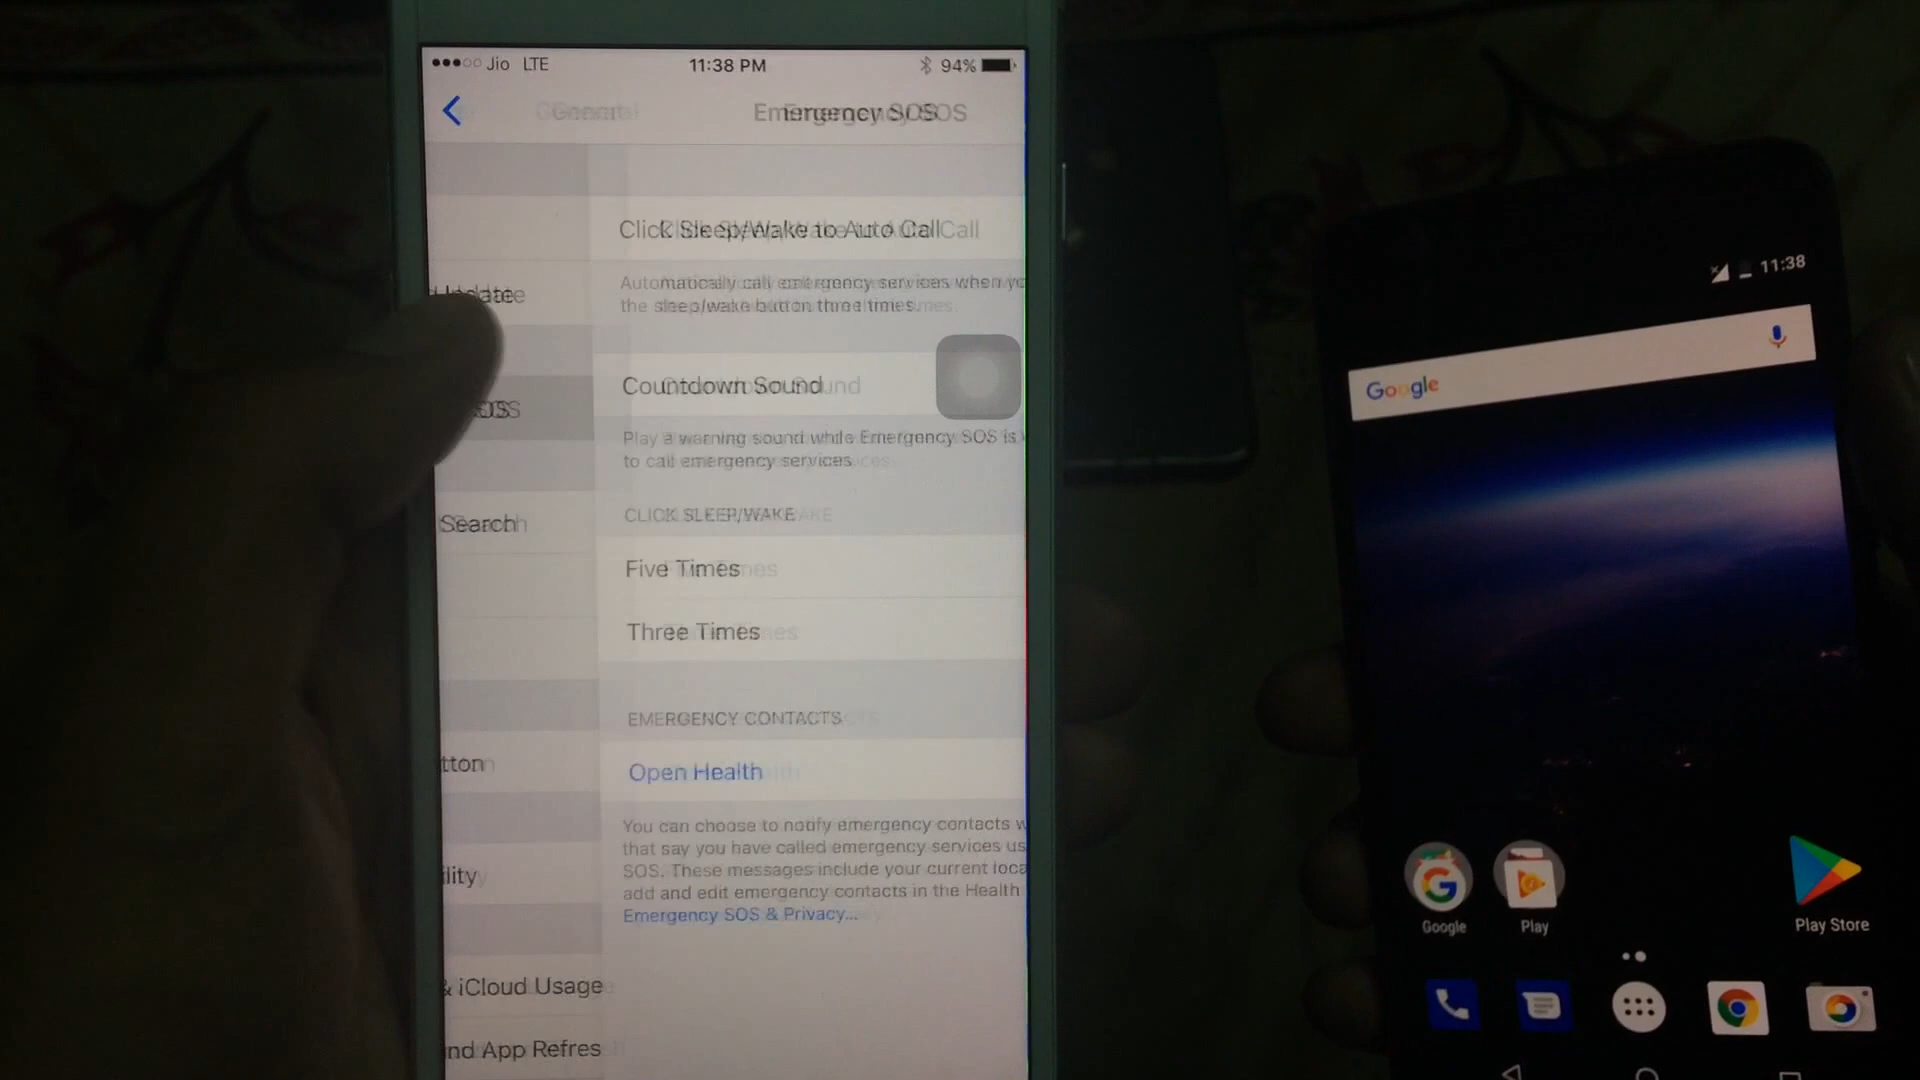 Jio LTE 11:38 PM 94%
General Emergency SOS
Click Sleep/Wake to Auto Call
Automatically call emergency services when yo
the sleep/wake button three times.
Update
Countdown Sound
SOS
Play a warning sound while Emergency SOS is
to call emergency services
CLICK SLEEP/WAKE
Search
Five Times
Three Times
EMERGENCY CONTACTS
tton
Open Health
You can choose to notify emergency contacts w
that say you have called emergency services us
SOS. These messages include your current loca
add and edit emergency contacts in the Health
Emergency SOS & Privacy...
ility
& iCloud Usage
nd App Refres
11:38
Google
Google
Play
Play Store